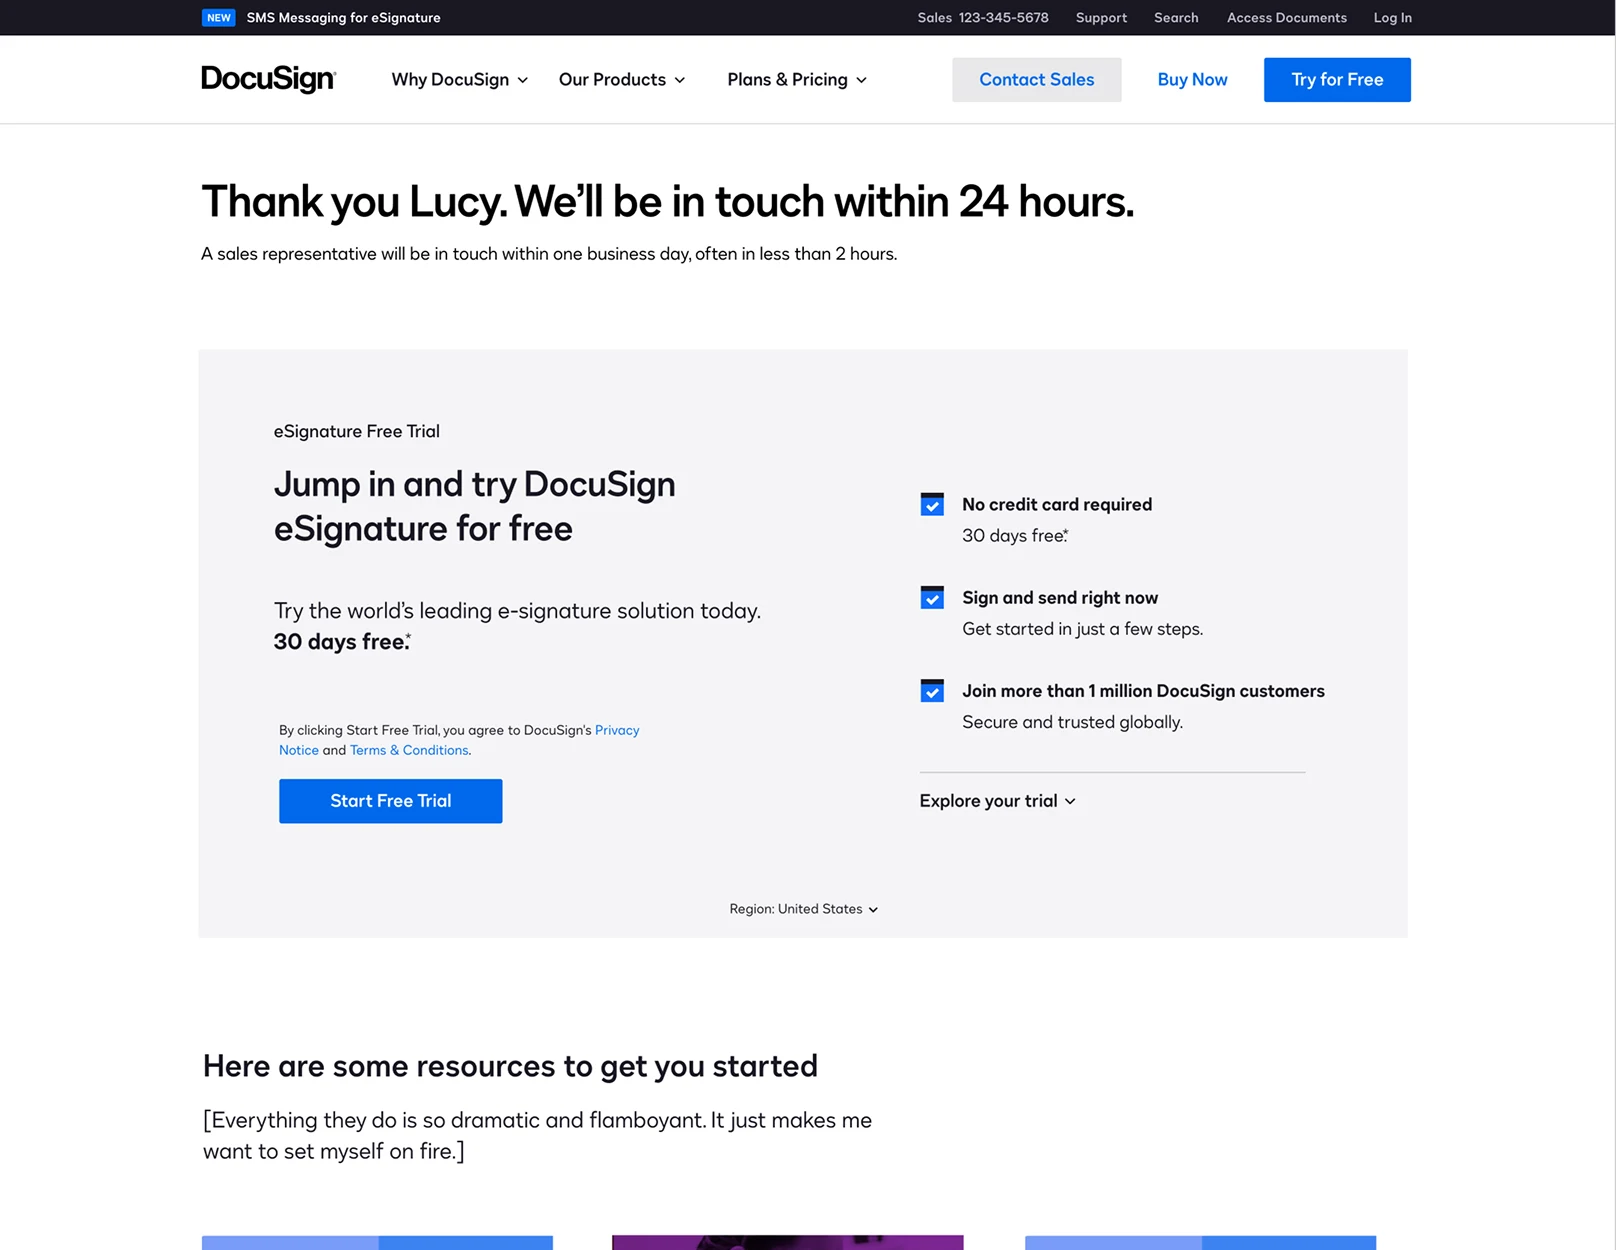 NEW SMS Messaging for eSignature Sales 123-345-5678 Support Search Access Documents Log In
DocuSign Why DocuSign Our Products Plans & Pricing Contact Sales Buy Now Try for Free
Thank you Lucy. We'll be in touch within 24 hours.
A sales representative will be in touch within one business day, often in less than 2 hours.
eSignature Free Trial
Jump in and try DocuSign
eSignature for free
Try the world's leading e-signature solution today.
30 days free.*
By clicking Start Free Trial, you agree to DocuSign's Privacy
Notice and Terms & Conditions.
Start Free Trial
No credit card required
30 days free.*
Sign and send right now
Get started in just a few steps.
Join more than 1 million DocuSign customers
Secure and trusted globally.
Explore your trial
Region: United States
Here are some resources to get you started
[Everything they do is so dramatic and flamboyant. It just makes me
want to set myself on fire.]